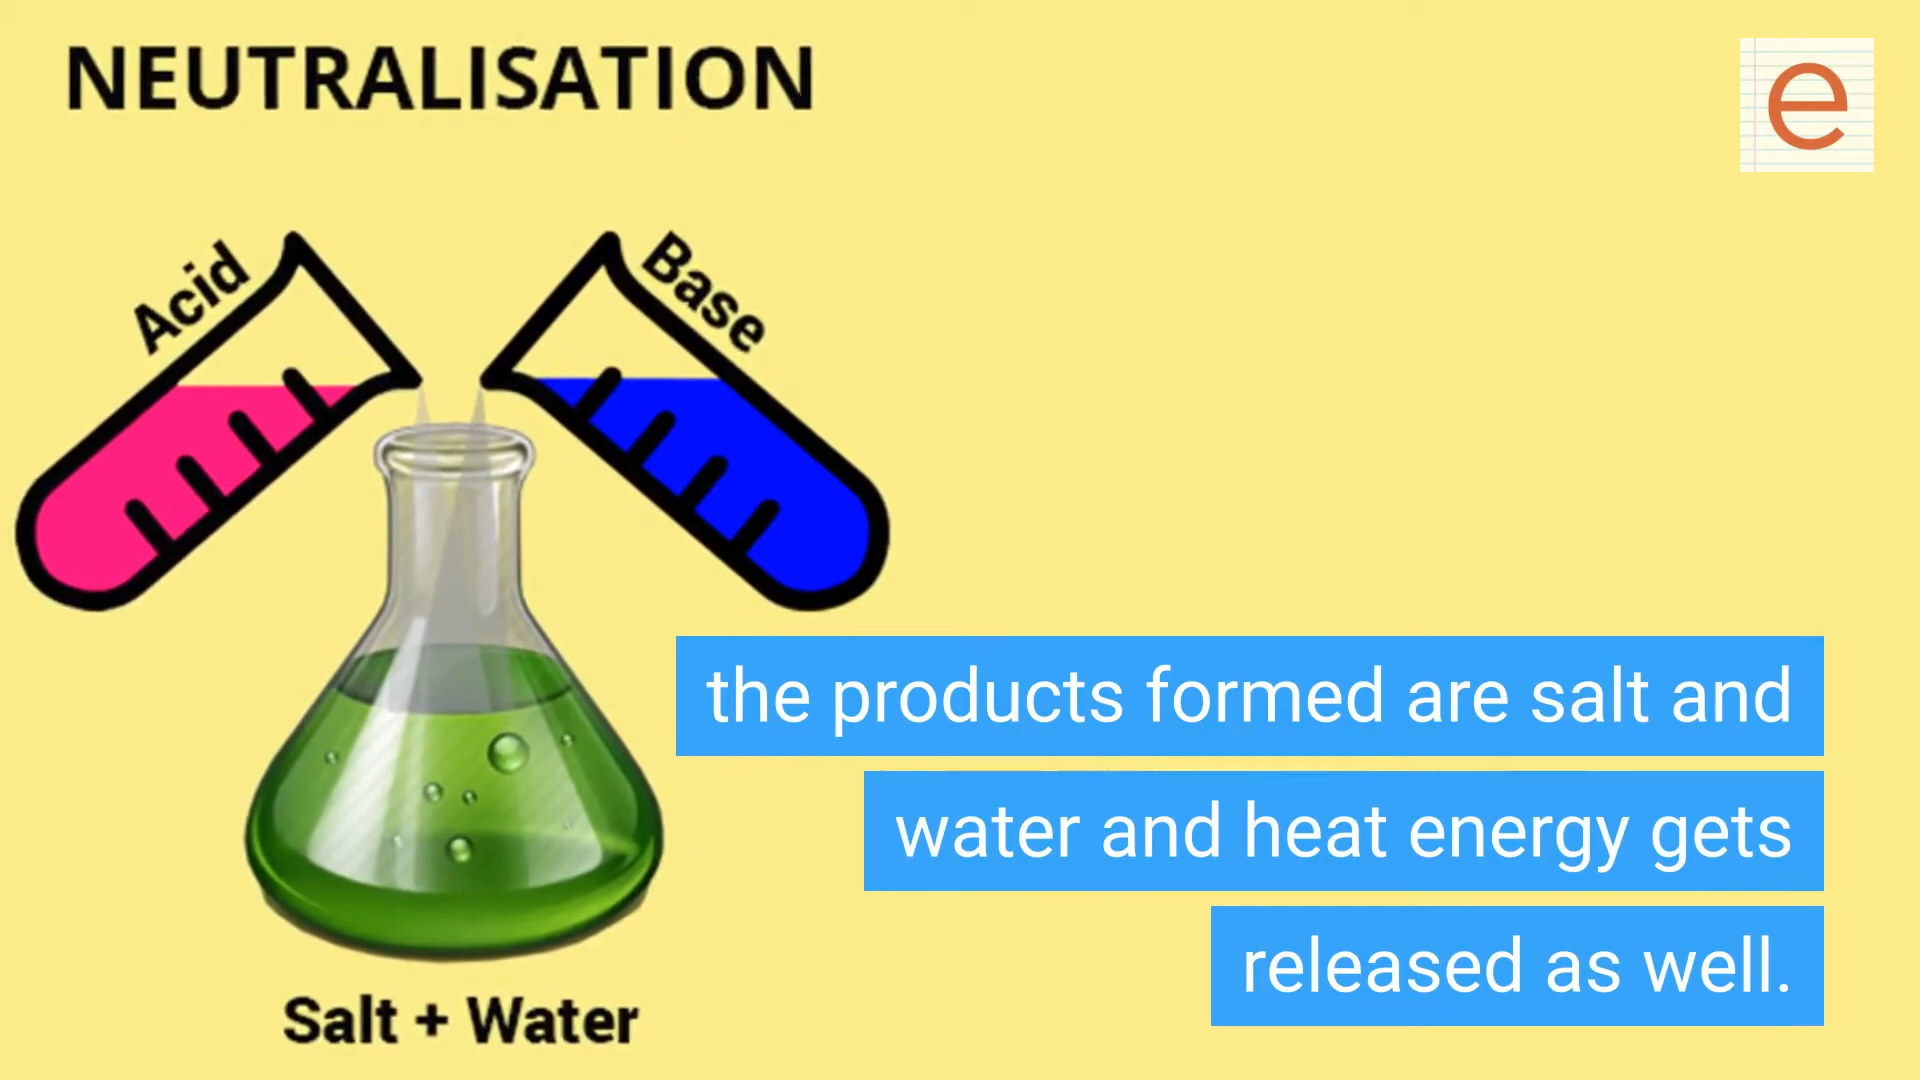 NEUTRALISATION
e
Acid
Base
the products formed are salt and
water and heat energy gets
released as well.
Salt + Water